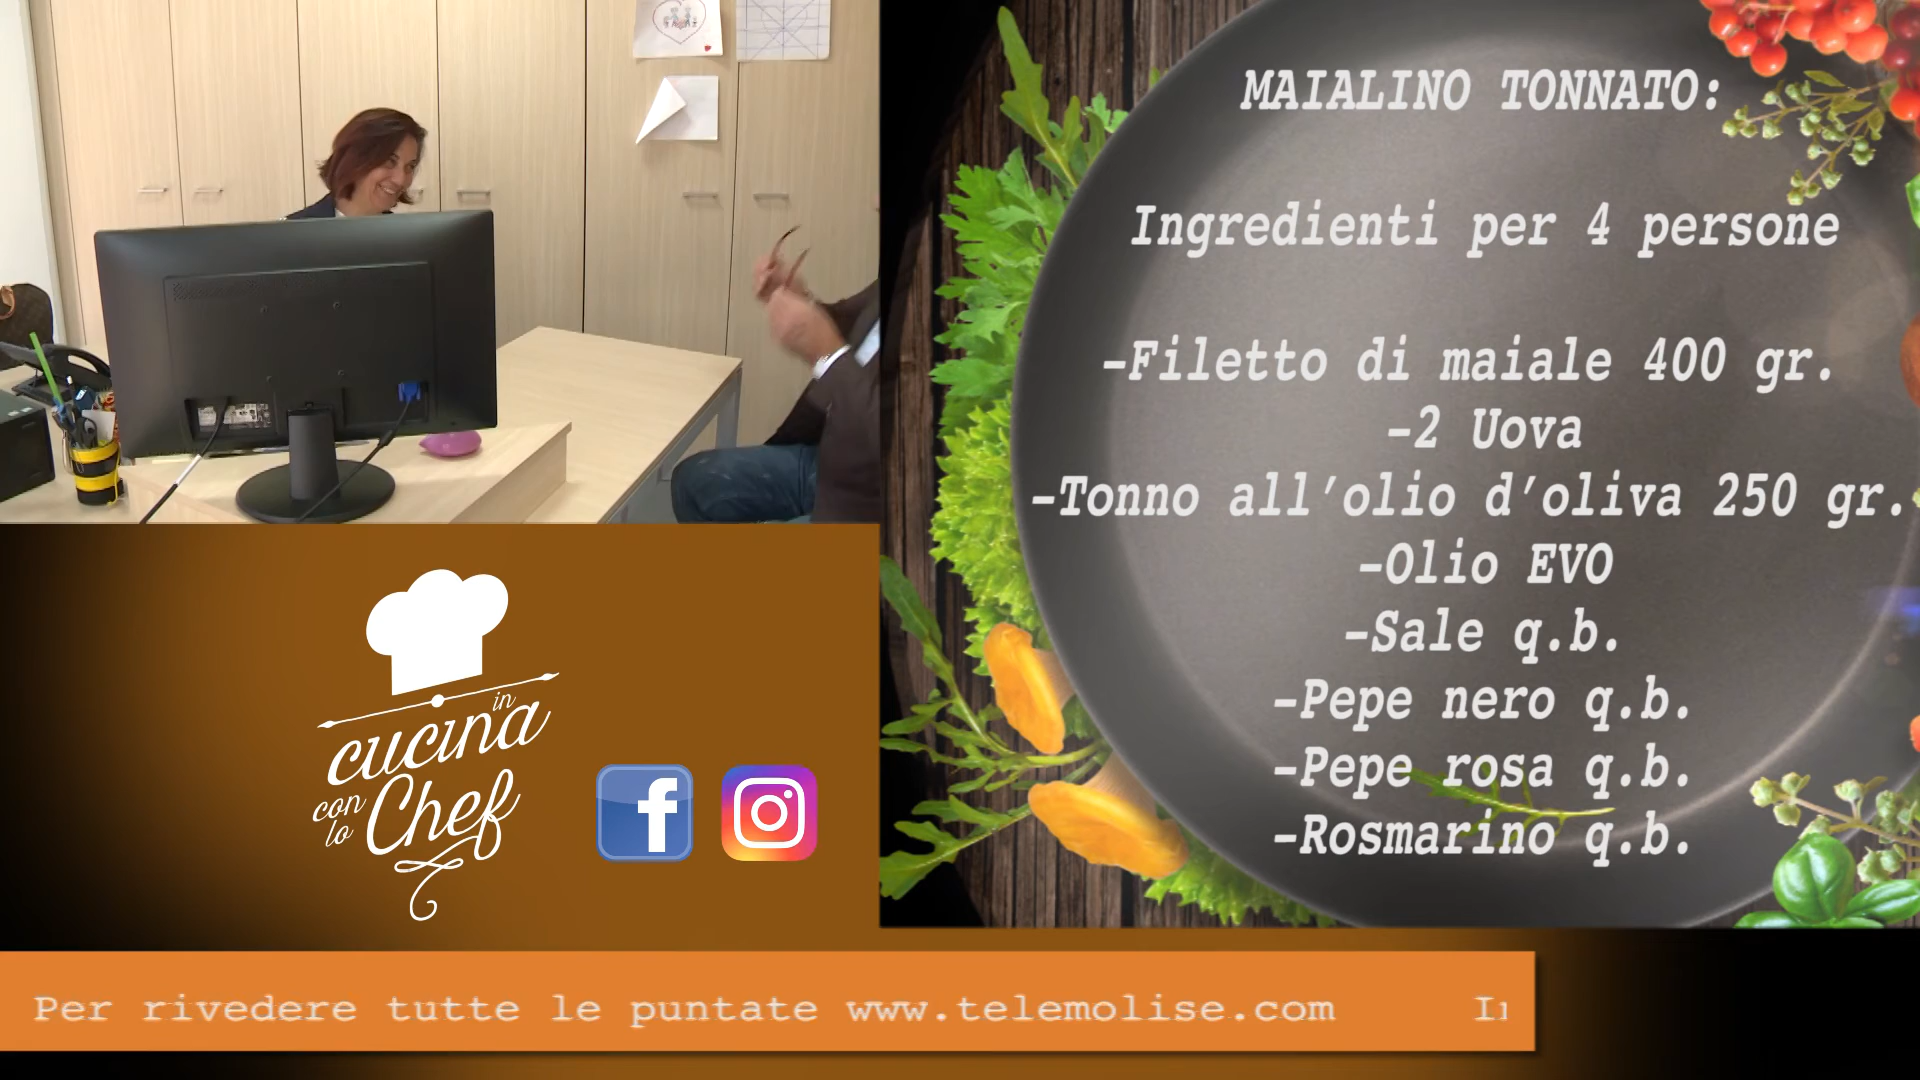 MAIALINO TONNATO:
Ingredienti per 4 persone
-Filetto di maiale 400 gr.
-2 Uova
-Tonno all'olio d'oliva 250 gr.
-Olio EVO
-Sale q.b.
-Pepe nero q.b.
-Pepe rosa q.b.
-Rosmarino q.b.
in
cucina
con
lo
Chef
Per rivedere tutte le puntate www.telemolise.com